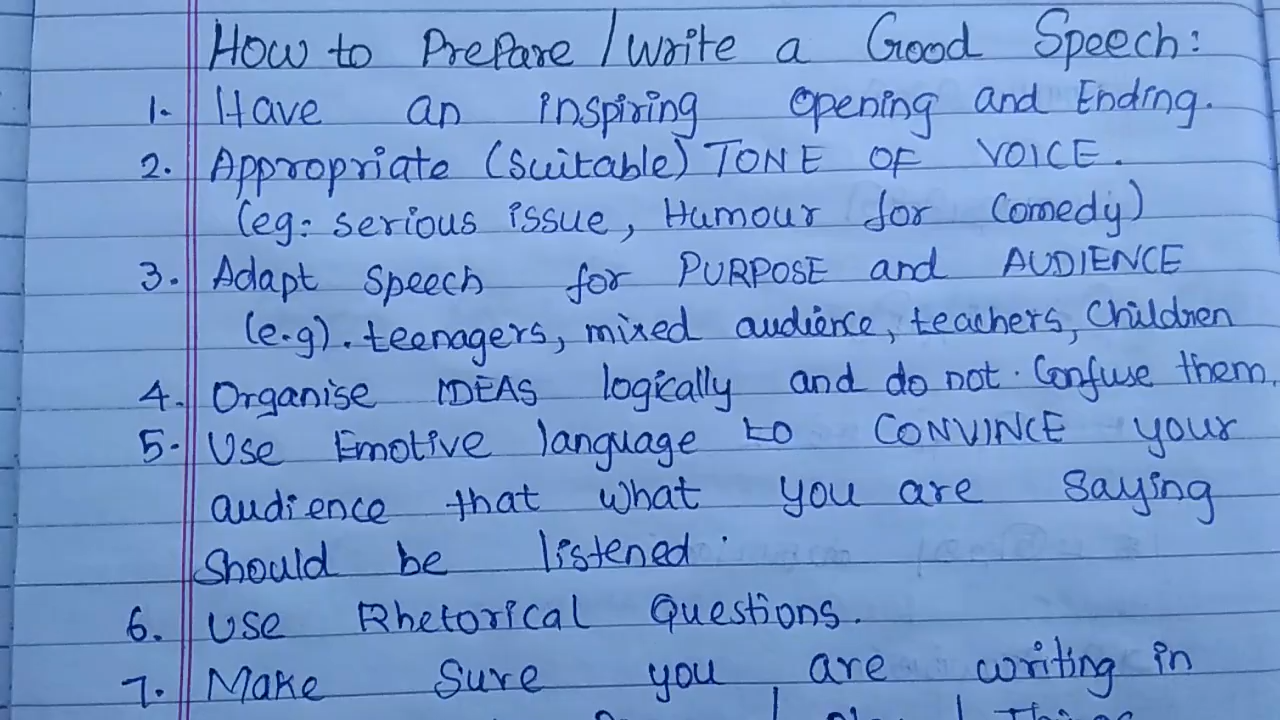 How to Prepare / Write a Good Speech:
1. Have an inspiring opening and Ending.
2. Appropriate (Suitable) TONE OF VOICE.
(eg: serious issue, Humour for Comedy)
3. Adapt speech for PURPOSE and AUDIENCE
(e.g). teenagers, mixed audience, teachers, Children
4. Organise IDEAS logically and do not confuse them.
5. Use Emotive language to CONVINCE your
audience that what you are saying
should be listened.
6. Use Rhetorical Questions.
7. Make Sure you are writing in